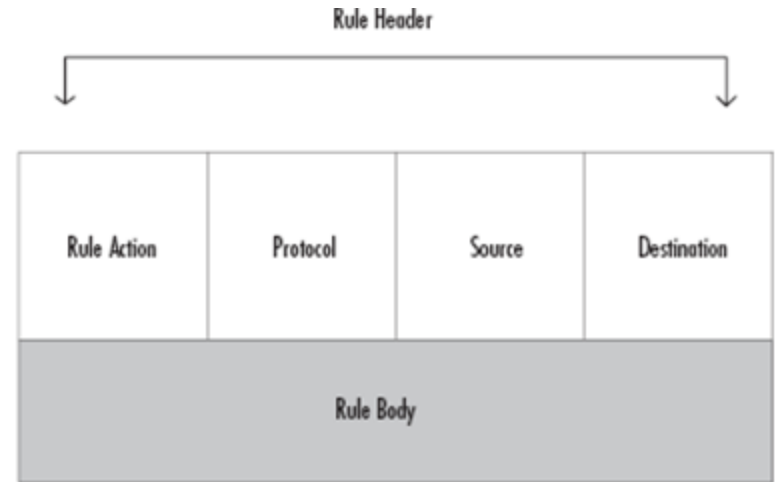 Rule Header
Rule Action
Protocol
Source
Destination
Rule Body